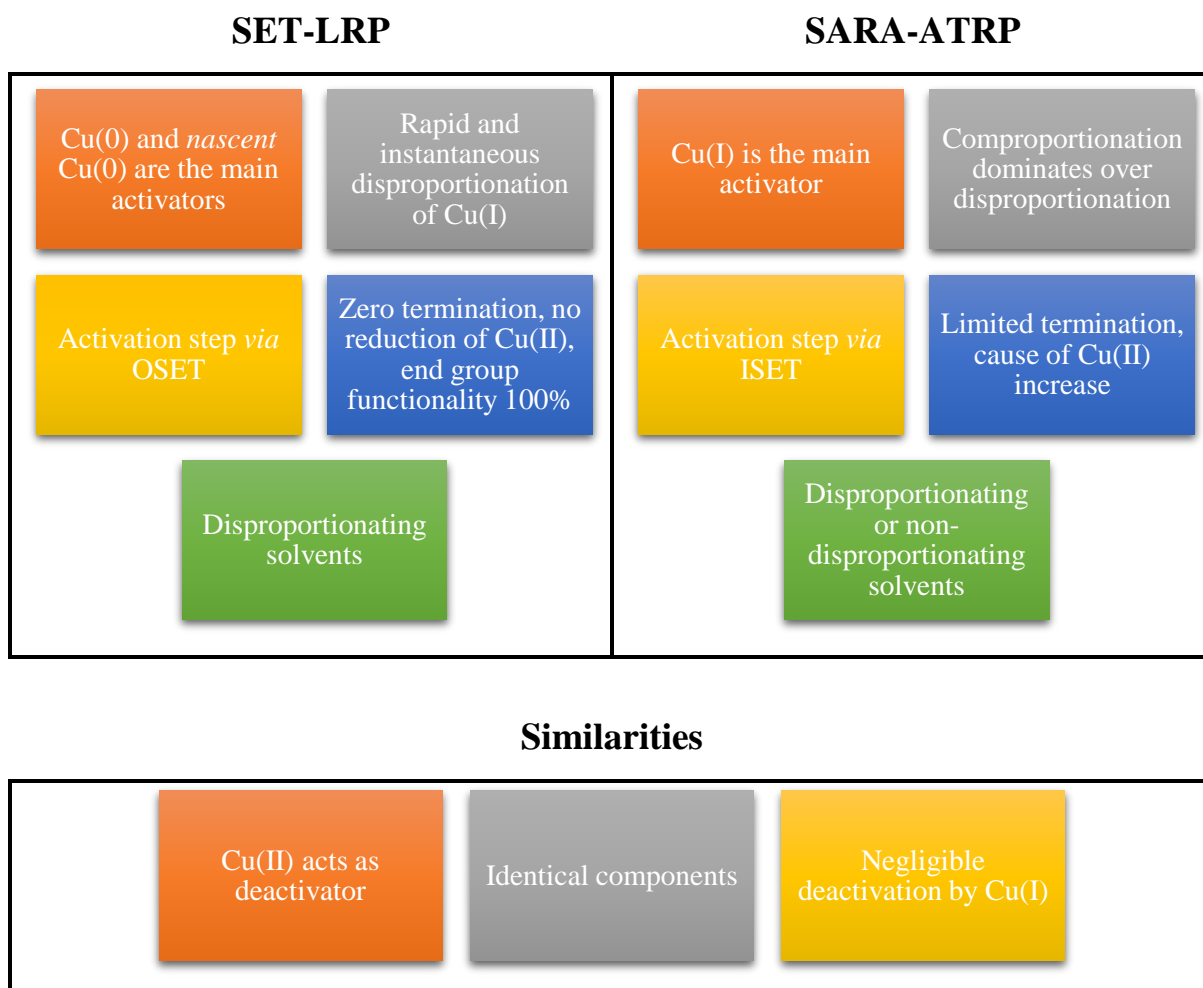 SET-LRP
SARA-ATRP
Cu(0) and nascent
Cu(0) are the main
activators
Rapid and
instantaneous
disproportionation
of Cu(I)
Cu(I) is the main
activator
Comproportionation
dominates over
disproportionation
Activation step via
OSET
Zero termination, no
reduction of Cu(II),
end group
functionality 100%
Activation step via
ISET
Limited termination,
cause of Cu(II)
increase
Disproportionating
solvents
Disproportionating
or non-
disproportionating
solvents
Similarities
Cu(II) acts as
deactivator
Identical components
Negligible
deactivation by Cu(I)